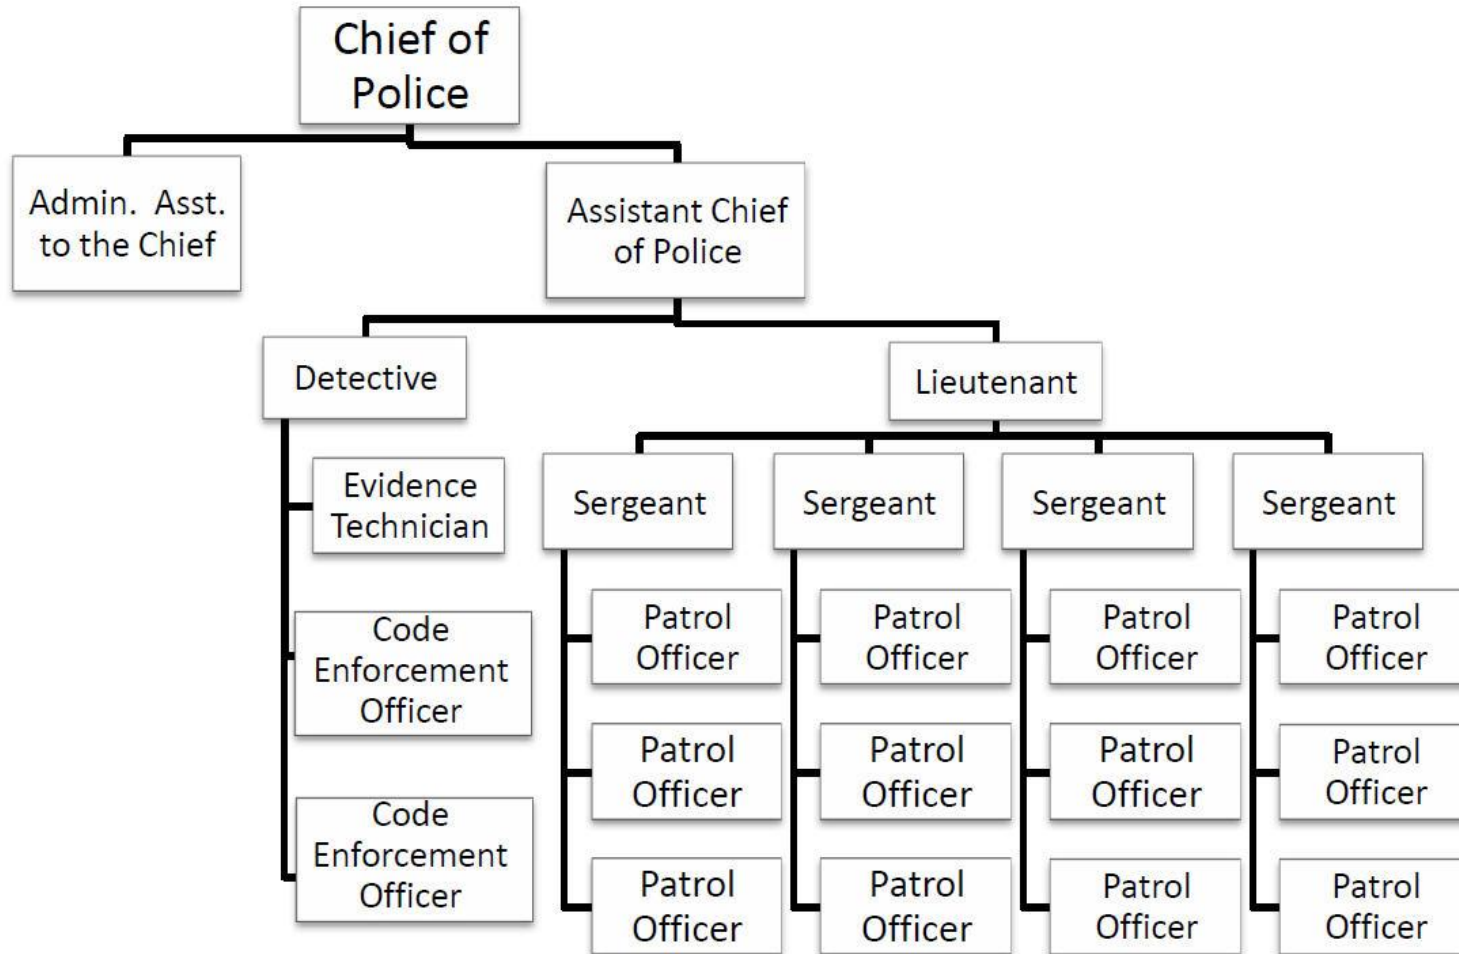 Chief of
Police
Admin. Asst.
to the Chief
Assistant Chief
of Police
Detective
Lieutenant
Evidence
Technician
Code
Enforcement
Officer
Code
Enforcement
Officer
Sergeant
Patrol
Officer
Patrol
Officer
Patrol
Officer
Sergeant
Patrol
Officer
Patrol
Officer
Patrol
Officer
Sergeant
Patrol
Officer
Patrol
Officer
Patrol
Officer
Sergeant
Patrol
Officer
Patrol
Officer
Patrol
Officer